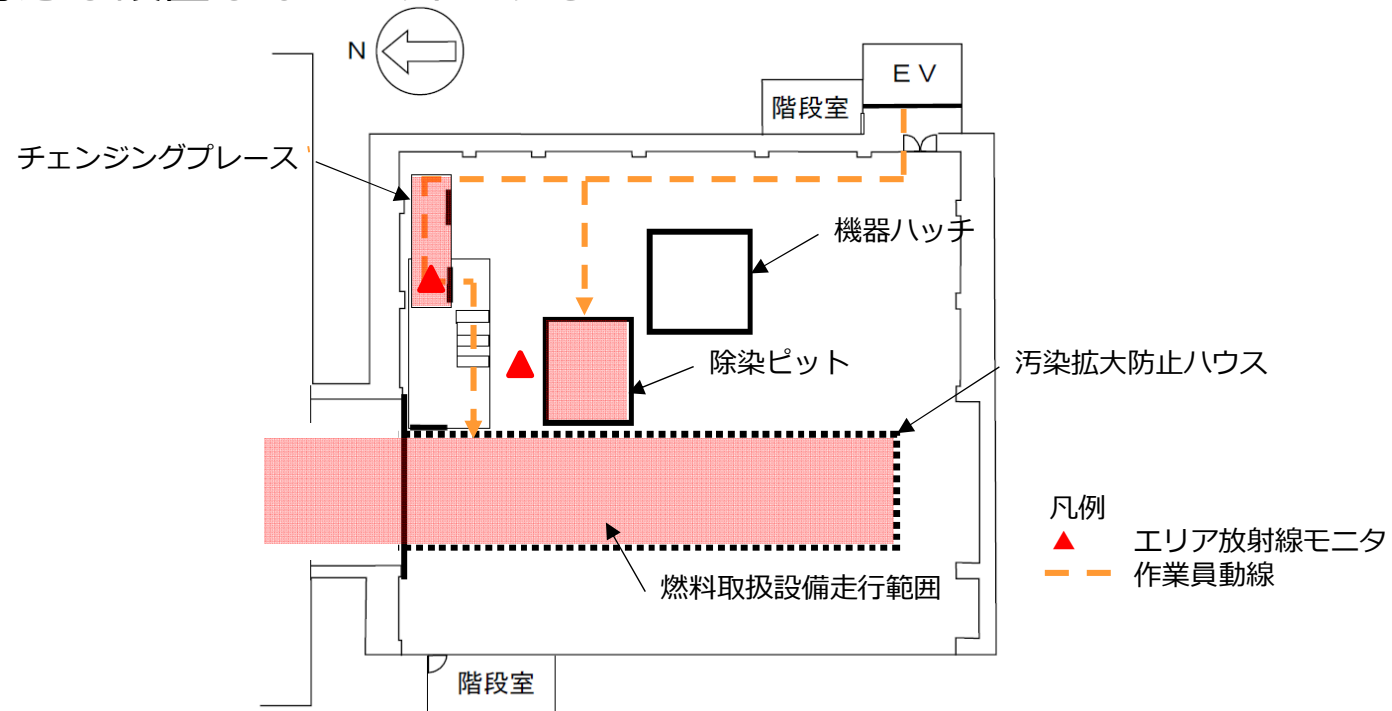 N
EV
階段室
チェンジングプレース
機器ハッチ
除染ピット
汚染拡大防止ハウス
凡例
エリア放射線モニタ
作業員動線
燃料取扱設備走行範囲
階段室